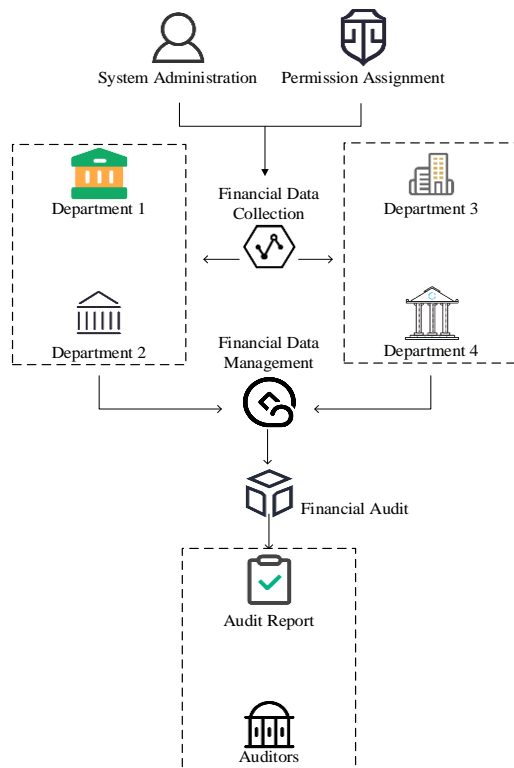 System Administration
Permission Assignment
Department 1
Financial Data
Collection
Department 3
Department 2
Financial Data
Management
Department 4
Financial Audit
Audit Report
Auditors